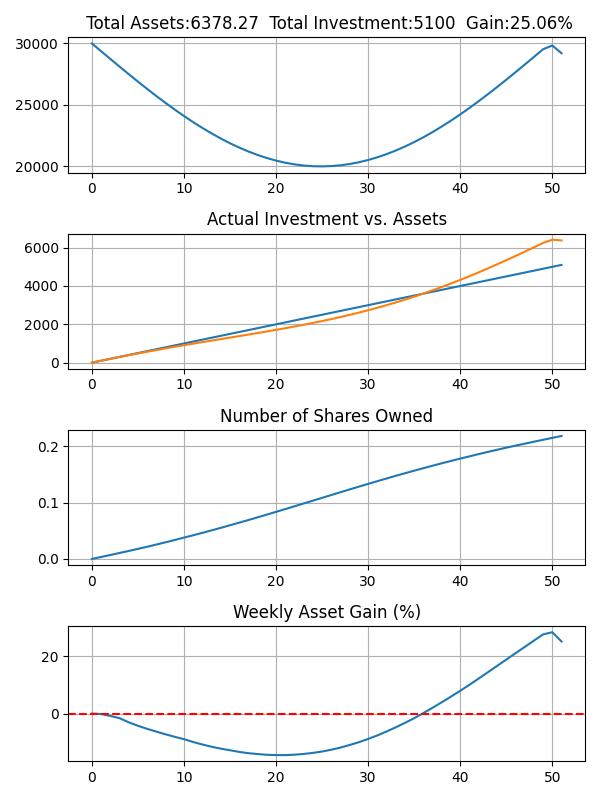 Total Assets:6378.27  Total Investment:5100  Gain:25.06%
30000
25000
20000
0 10 20 30 40 50
Actual Investment vs. Assets
6000
4000
2000
0
0 10 20 30 40 50
Number of Shares Owned
0.2
0.1
0.0
0 10 20 30 40 50
Weekly Asset Gain (%)
20
0
0 10 20 30 40 50